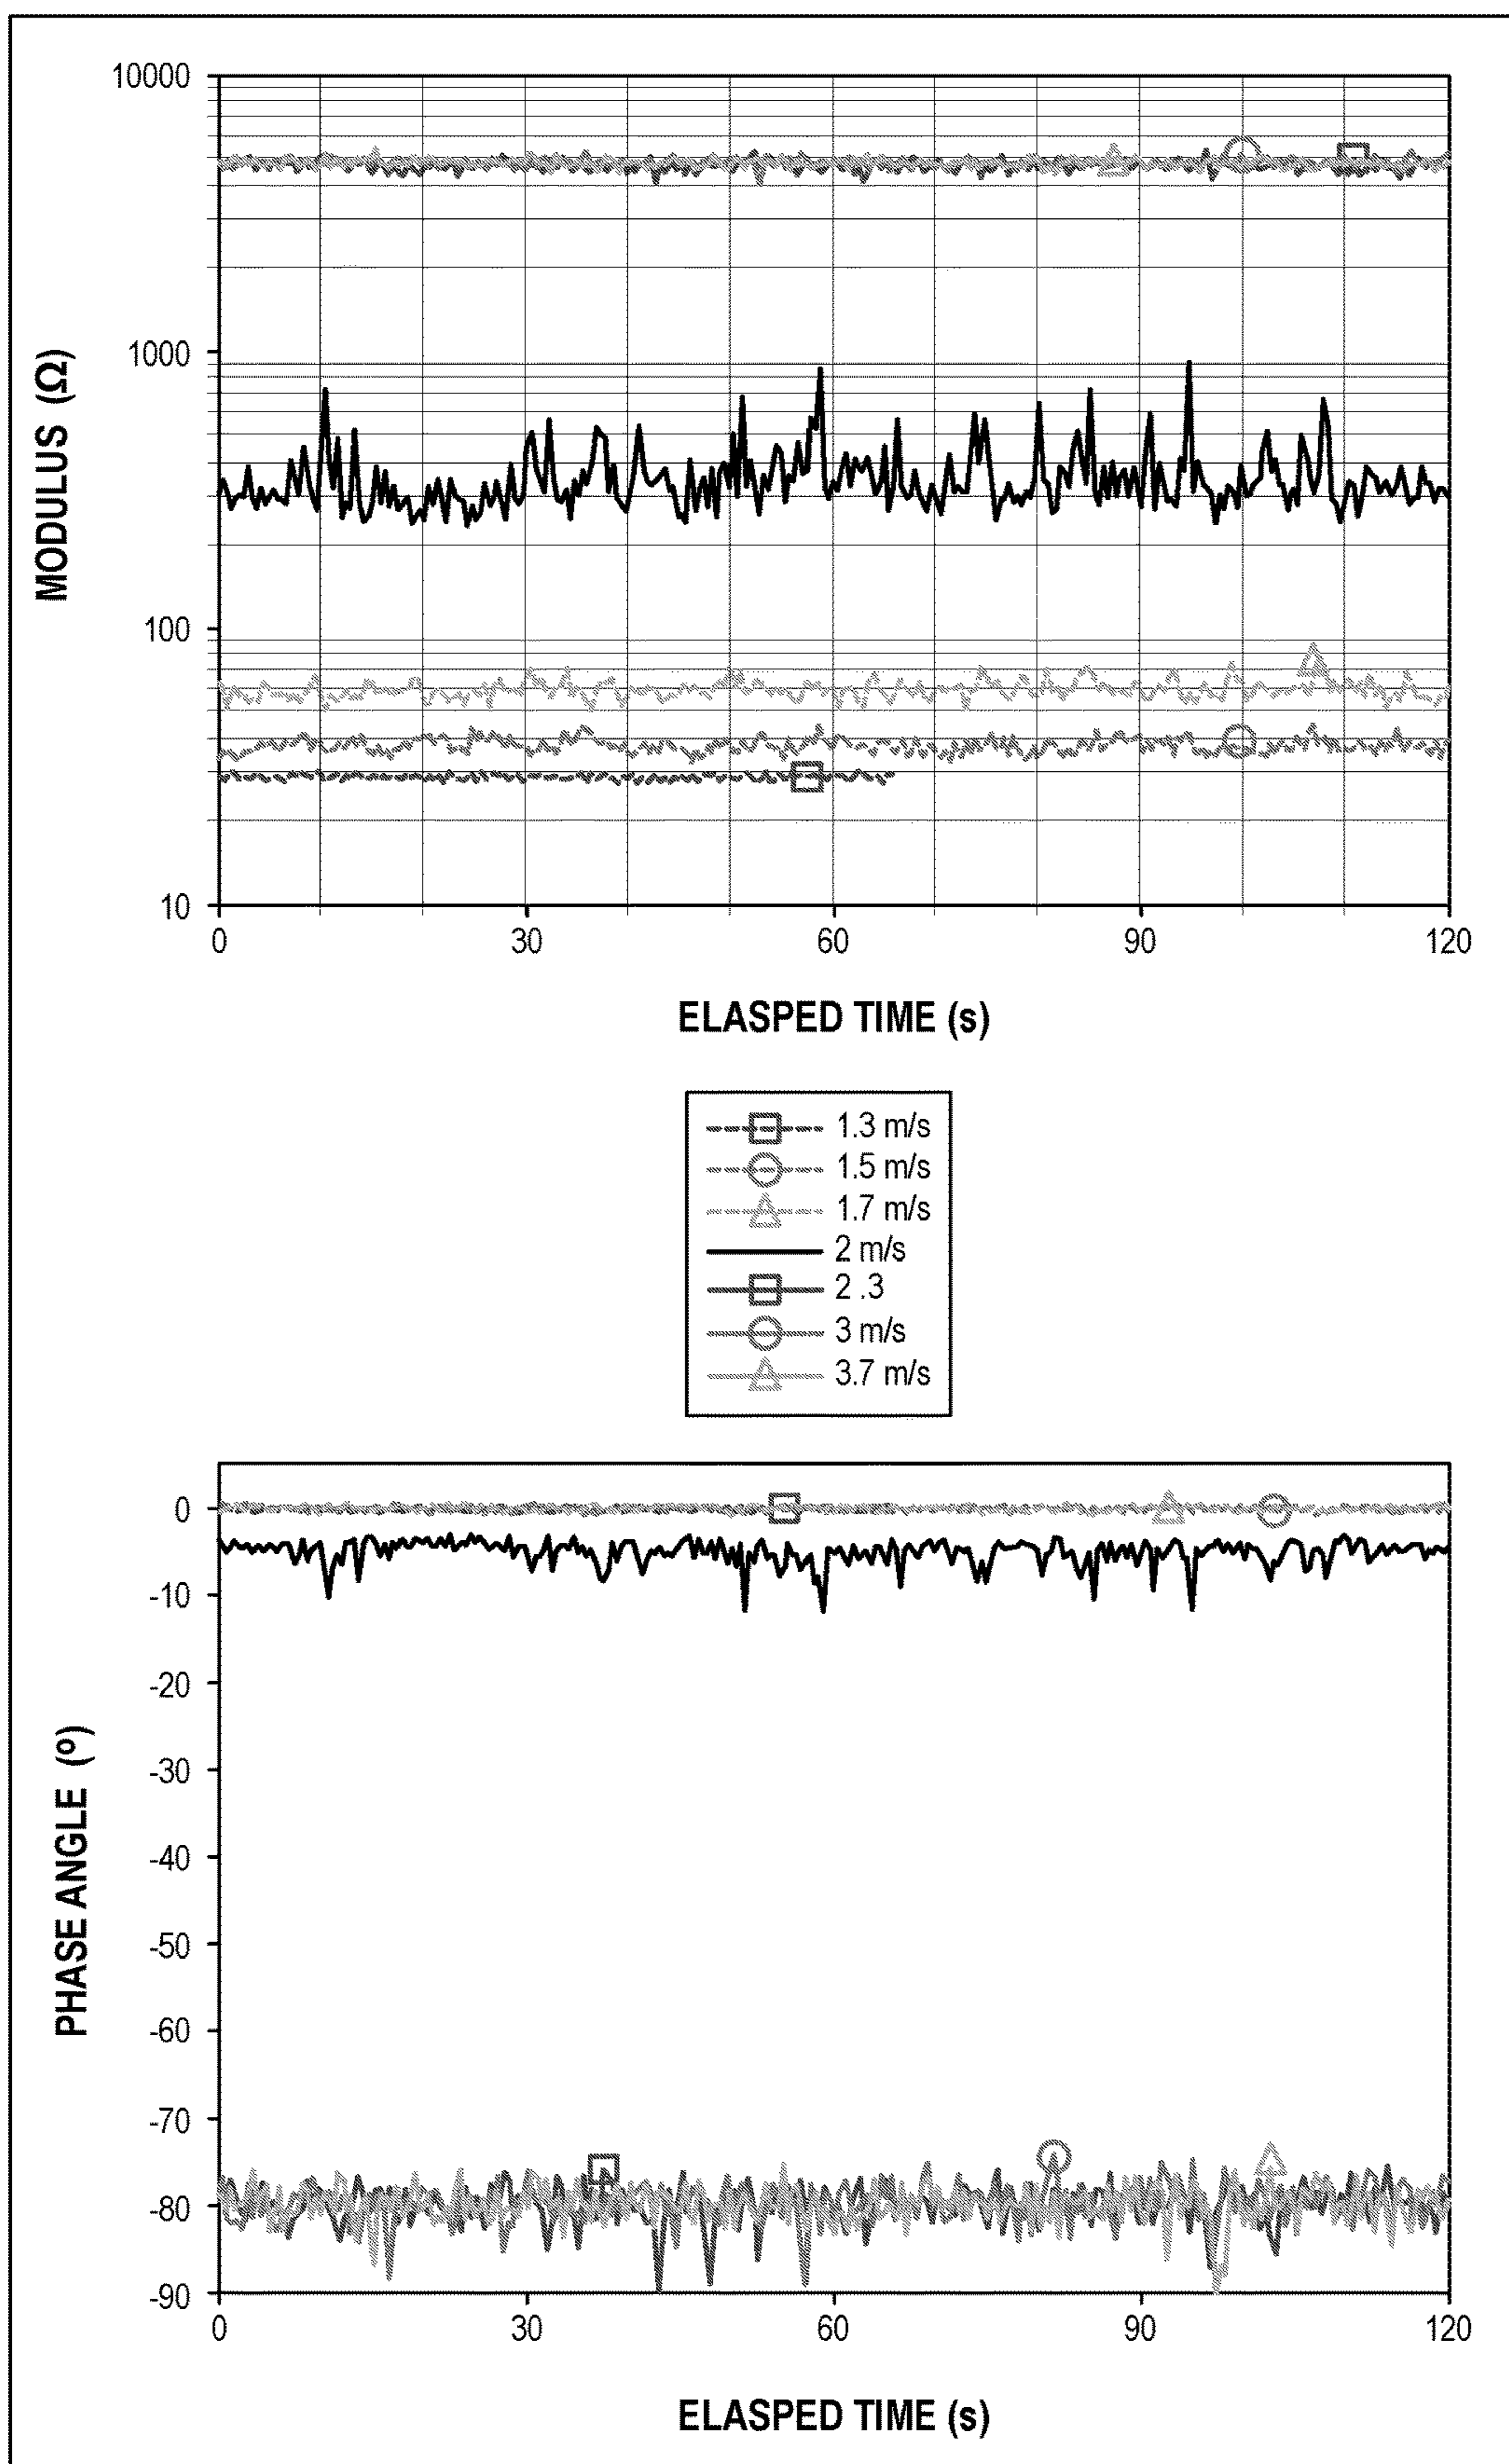 10000
1000
100
10
MODULUS (Ω)
0 30 60 90 120
ELASPED TIME (s)
1.3 m/s
1.5 m/s
1.7 m/s
2 m/s
2 .3
3 m/s
3.7 m/s
0
-10
-20
-30
-40
-50
-60
-70
-80
-90
PHASE ANGLE (º)
0 30 60 90 120
ELASPED TIME (s)